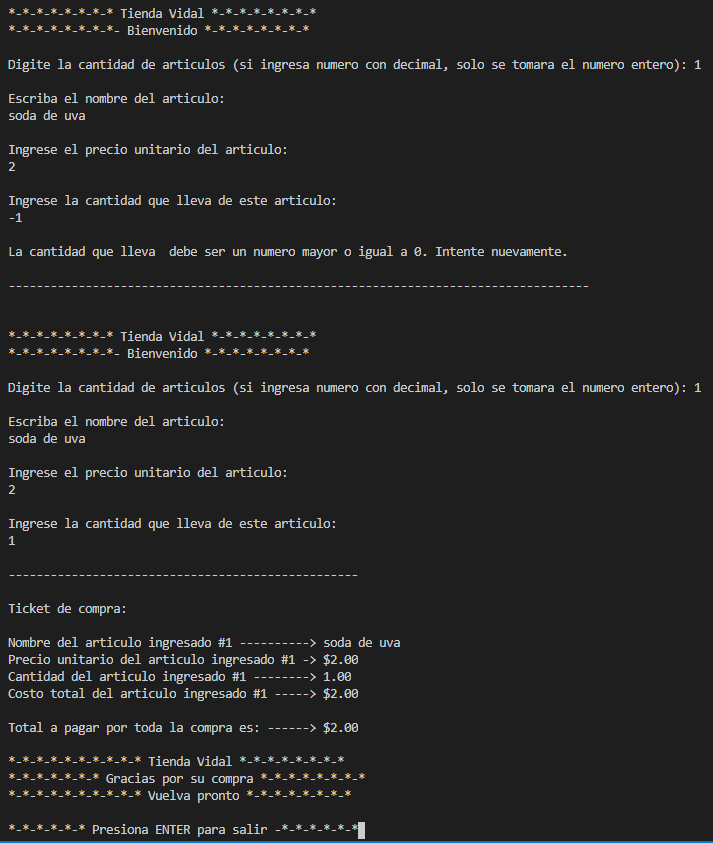 *-*-*-*-*-*-*-* Tienda Vidal *-*-*-*-*-*-*-*
*-*-*-*-*-*-*-*- Bienvenido *-*-*-*-*-*-*-*
Digite la cantidad de articulos (si ingresa numero con decimal, solo se tomara el numero entero): 1
Escriba el nombre del articulo:
soda de uva
Ingrese el precio unitario del articulo:
2
Ingrese la cantidad que lleva de este articulo:
-1
La cantidad que lleva  debe ser un numero mayor o igual a 0. Intente nuevamente.
-----------------------------------------------------------------------------------
*-*-*-*-*-*-*-* Tienda Vidal *-*-*-*-*-*-*-*
*-*-*-*-*-*-*-*- Bienvenido *-*-*-*-*-*-*-*
Digite la cantidad de articulos (si ingresa numero con decimal, solo se tomara el numero entero): 1
Escriba el nombre del articulo:
soda de uva
Ingrese el precio unitario del articulo:
2
Ingrese la cantidad que lleva de este articulo:
1
--------------------------------------------------
Ticket de compra:
Nombre del articulo ingresado #1 ----------> soda de uva
Precio unitario del articulo ingresado #1 -> $2.00
Cantidad del articulo ingresado #1 --------> 1.00
Costo total del articulo ingresado #1 -----> $2.00
Total a pagar por toda la compra es: ------> $2.00
*-*-*-*-*-*-*-*-*-* Tienda Vidal *-*-*-*-*-*-*-*
*-*-*-*-*-*-* Gracias por su compra *-*-*-*-*-*-*-*
*-*-*-*-*-*-*-*-*-* Vuelva pronto *-*-*-*-*-*-*-*
*-*-*-*-*-* Presiona ENTER para salir -*-*-*-*-*-*